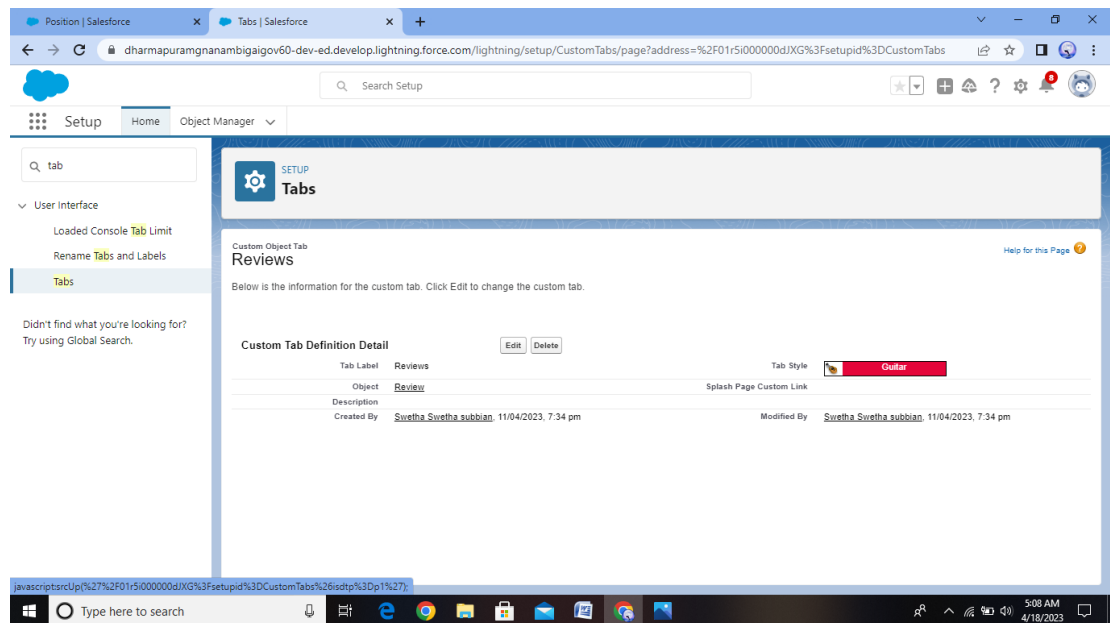 Position | Salesforce
Tabs | Salesforce
dharmapuramgnanambigaigov60-dev-ed.develop.lightning.force.com/lightning/setup/CustomTabs/page?address=%2F01r5i000000dJXG%3Fsetupid%3DCustomTabs
Search Setup
8
Setup Home Object Manager
tab
User Interface
Loaded Console Tab Limit
Rename Tabs and Labels
Tabs
Didn't find what you're looking for?
Try using Global Search.
SETUP
Tabs
Custom Object Tab
Reviews
Help for this Page ?
Below is the information for the custom tab. Click Edit to change the custom tab.
Custom Tab Definition Detail Edit Delete
Tab Label Reviews Tab Style Guitar
Object Review Splash Page Custom Link
Description
Created By Swetha Swetha subbian, 11/04/2023, 7:34 pm Modified By Swetha Swetha subbian, 11/04/2023, 7:34 pm
javascript:srcUp(%27%2F01r5i000000dJXG%3Fsetupid%3DCustomTabs%26isdtp%3Dp1%27);
Type here to search
5:08 AM
4/18/2023